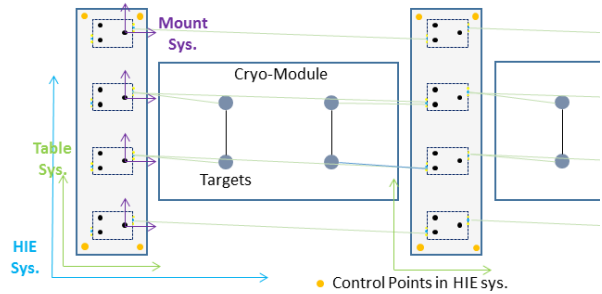 Mount
Sys.
Cryo-Module
Table
Sys.
Targets
HIE
Sys.
Control Points in HIE sys.